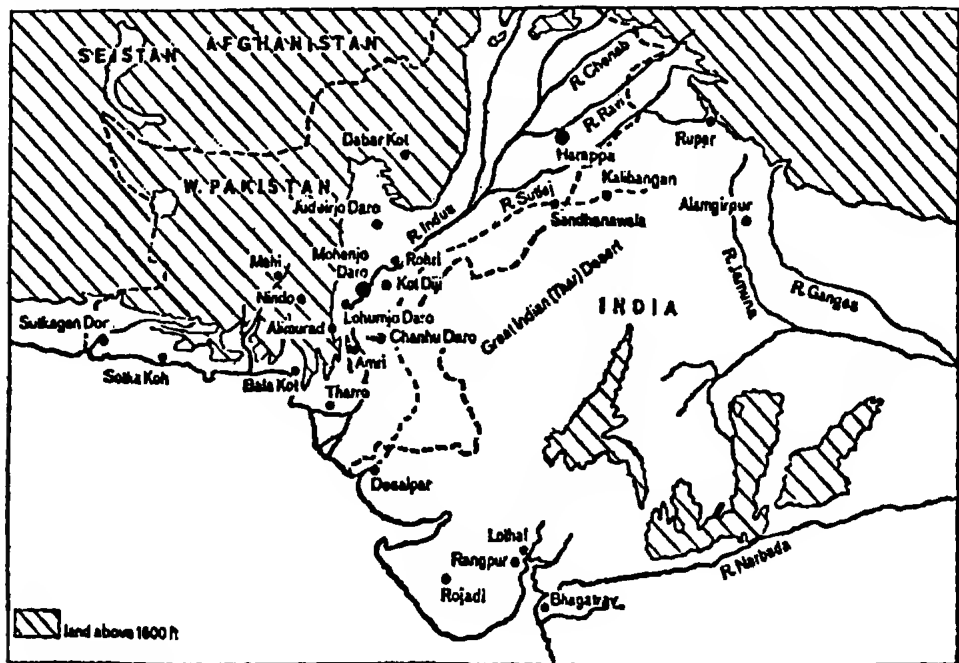 SEISTAN
AFGHANISTAN
R. Chenab
R. Ravi
Dabar Kot
Harappa
Rupar
W. PAKISTAN
Kalibangan
R. Sutlej
Judeirjo Daro
R. Indus
Sandhanawala
Alamgirpur
Mohenjo
Daro
Rohri
Mehi
Kot Diji
Great Indian (Thar) Desert
R. Jamuna
R. Ganges
Nindo
INDIA
Lohumjo Daro
Sutkagen Dor
Alimurad
Chanhu Daro
Amri
Sotka Koh
Bala Kot
Tharro
Desalpar
Lothal
Rangpur
R. Narbada
Rojadi
Bhagatrav
land above 1600 ft